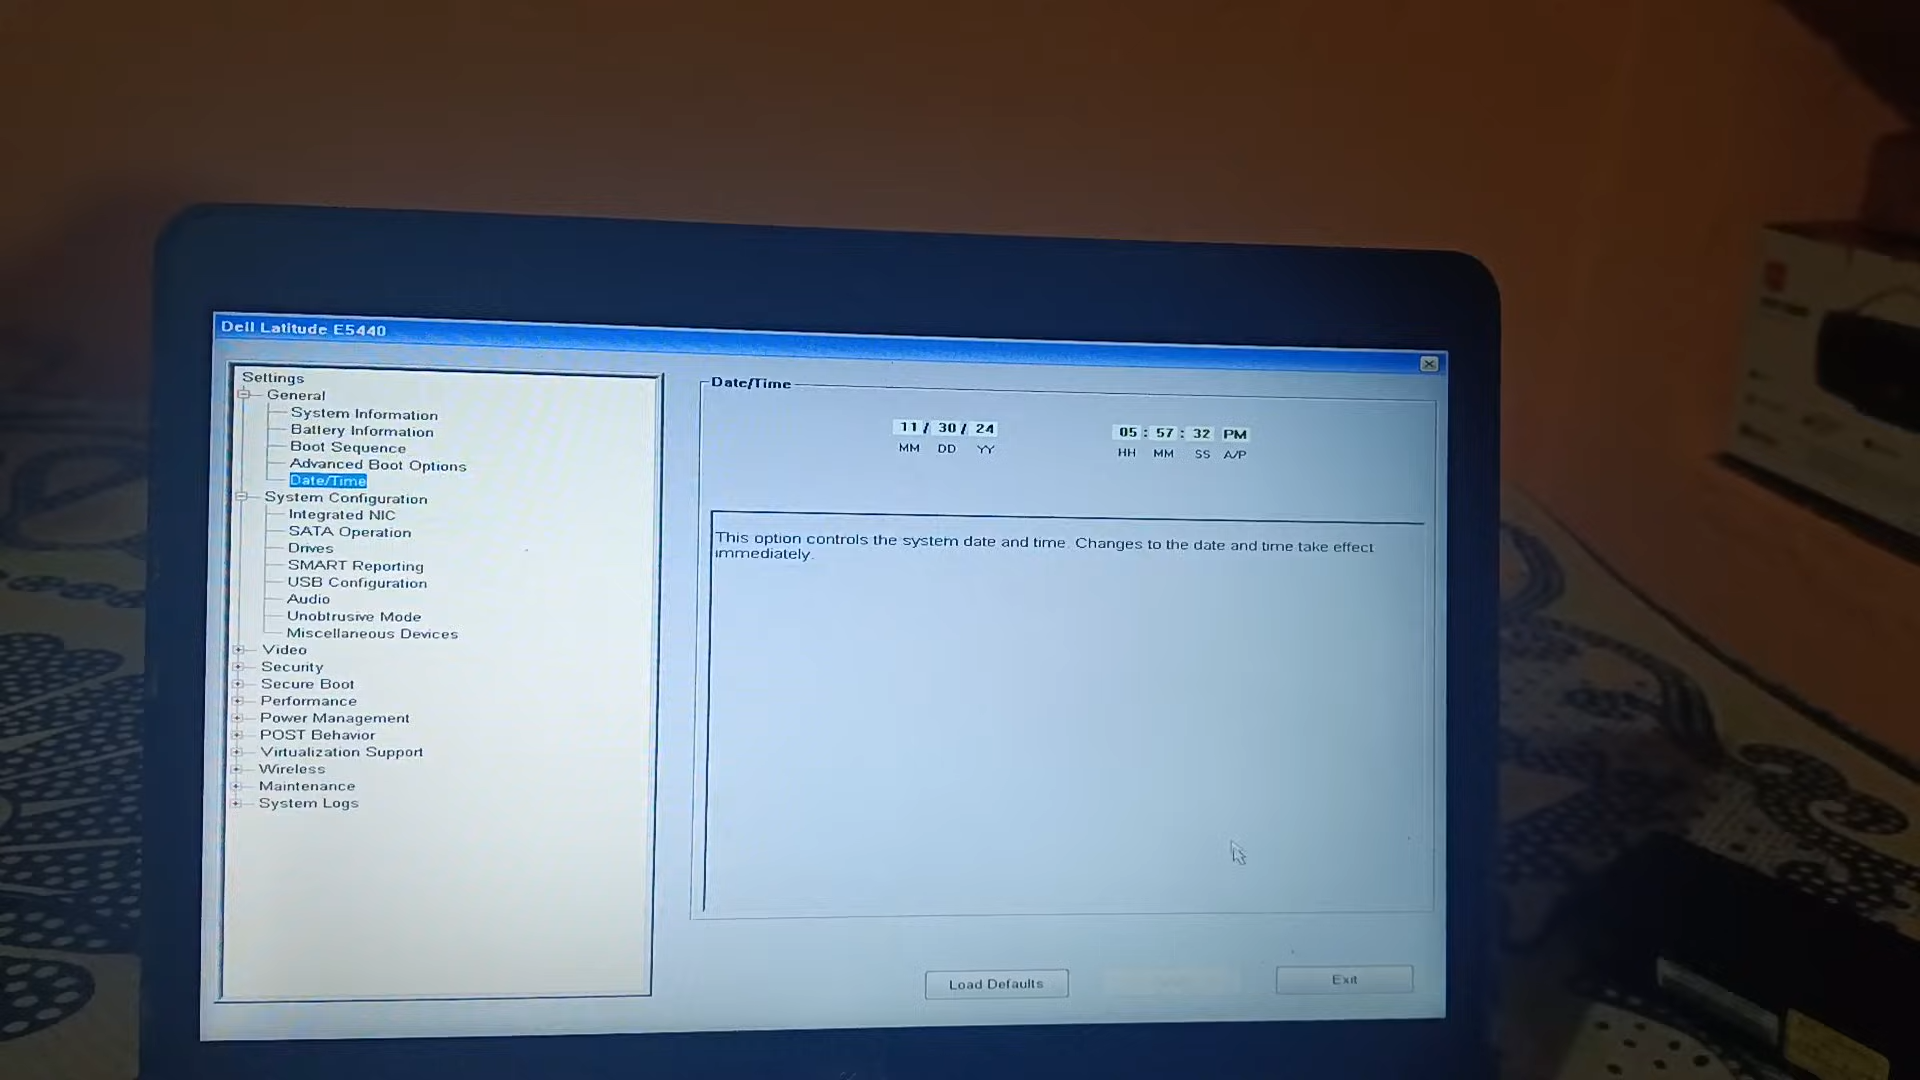 Dell Latitude E5440
Settings
General
System Information
Battery Information
Boot Sequence
Advanced Boot Options
Date/Time
System Configuration
Integrated NIC
SATA Operation
Drives
SMART Reporting
USB Configuration
Audio
Unobtrusive Mode
Miscellaneous Devices
Video
Security
Secure Boot
Performance
Power Management
POST Behavior
Virtualization Support
Wireless
Maintenance
System Logs
Date/Time
11 / 30 / 24 05 : 57 : 32 PM
MM DD YY HH MM SS A/P
This option controls the system date and time. Changes to the date and time take effect
immediately.
Load Defaults Exit